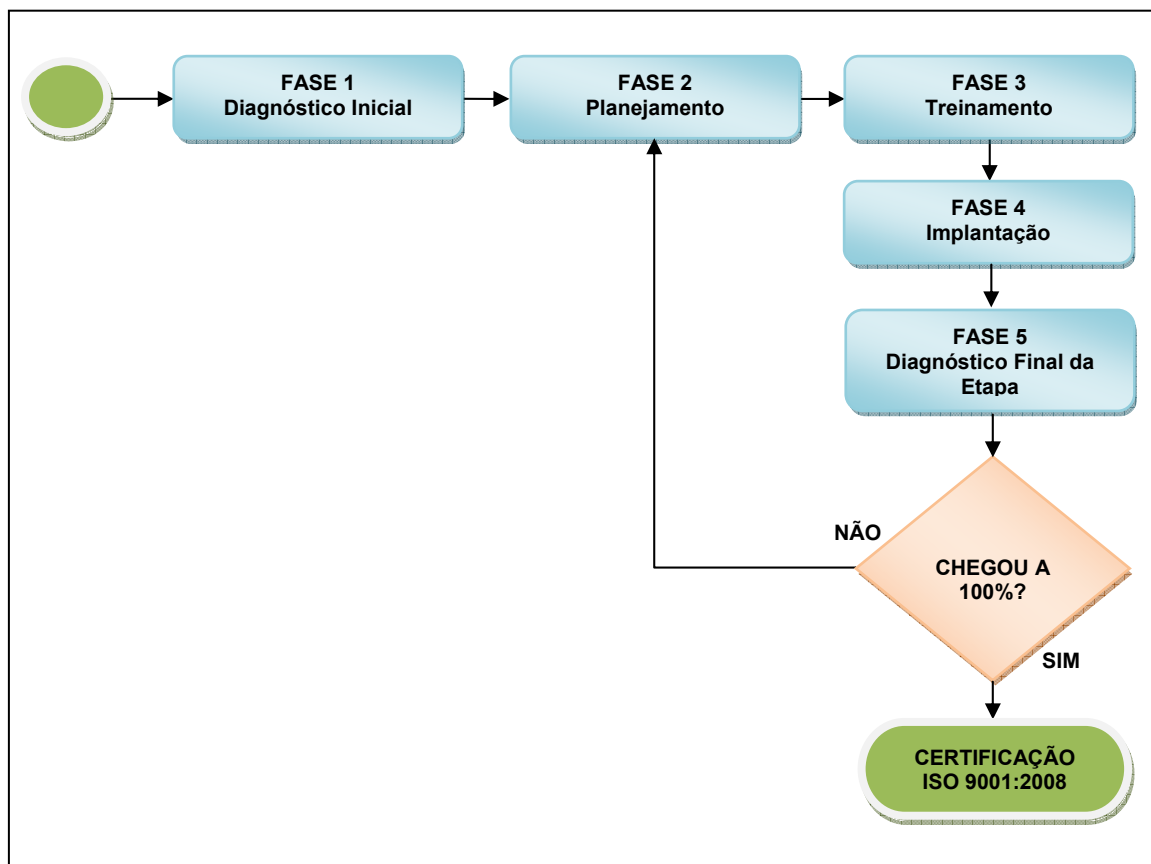 FASE 1
Diagnóstico Inicial
FASE 2
Planejamento
FASE 3
Treinamento
FASE 4
Implantação
FASE 5
Diagnóstico Final da
Etapa
NÃO
CHEGOU A
100%?
SIM
CERTIFICAÇÃO
ISO 9001:2008